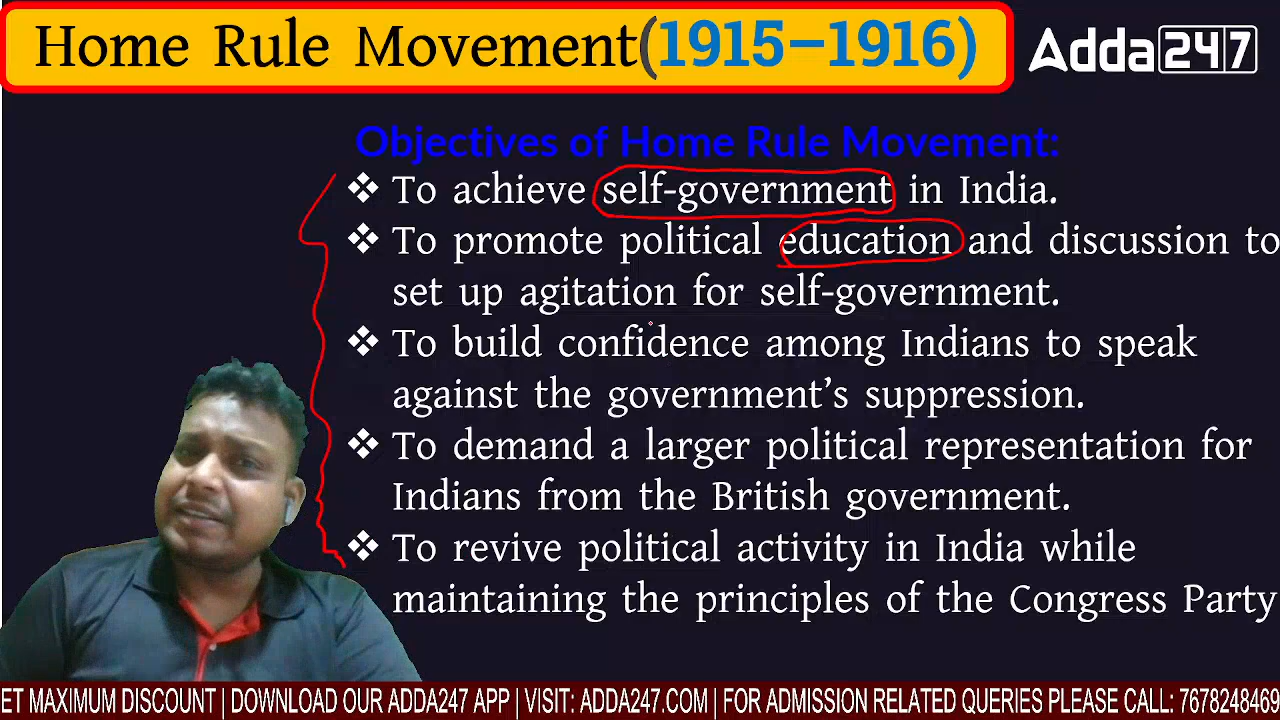 Home Rule Movement(1915–1916)
Adda247
Objectives of Home Rule Movement:
❖ To achieve self-government in India.
❖ To promote political education and discussion to
set up agitation for self-government.
❖ To build confidence among Indians to speak
against the government’s suppression.
❖ To demand a larger political representation for
Indians from the British government.
❖ To revive political activity in India while
maintaining the principles of the Congress Party
ET MAXIMUM DISCOUNT | DOWNLOAD OUR ADDA247 APP | VISIT: ADDA247.COM | FOR ADMISSION RELATED QUERIES PLEASE CALL: 7678248469